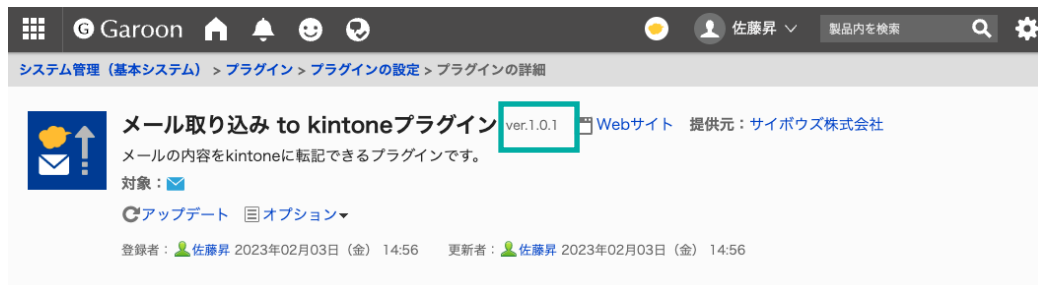 G Garoon 佐藤昇 製品内を検索
システム管理（基本システム） > プラグイン > プラグインの設定 > プラグインの詳細
メール取り込み to kintoneプラグイン ver.1.0.1 Webサイト 提供元：サイボウズ株式会社
メールの内容をkintoneに転記できるプラグインです。
対象：
アップデート オプション
登録者： 佐藤昇 2023年02月03日（金） 14:56 更新者： 佐藤昇 2023年02月03日（金） 14:56